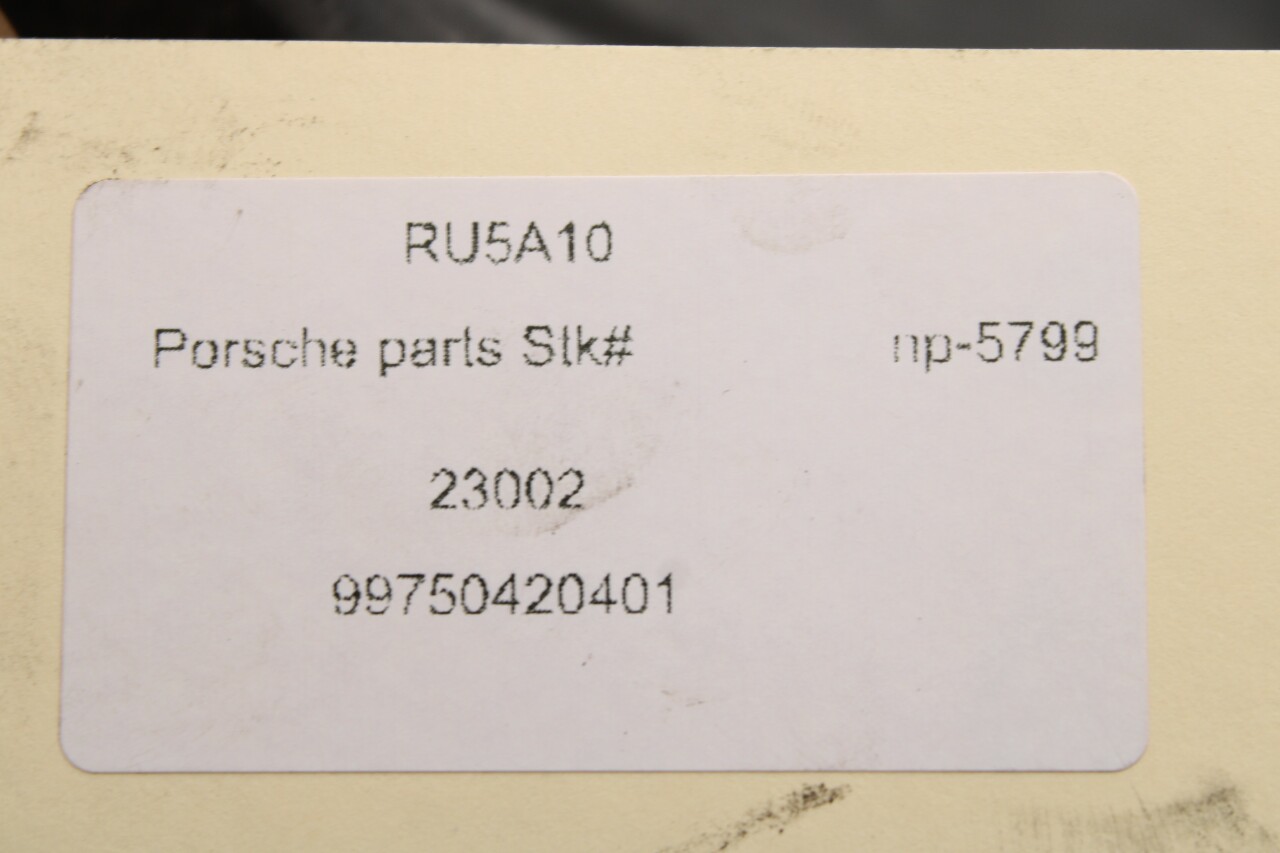 RU5A10
Porsche parts Stk# np-5799
23002
99750420401